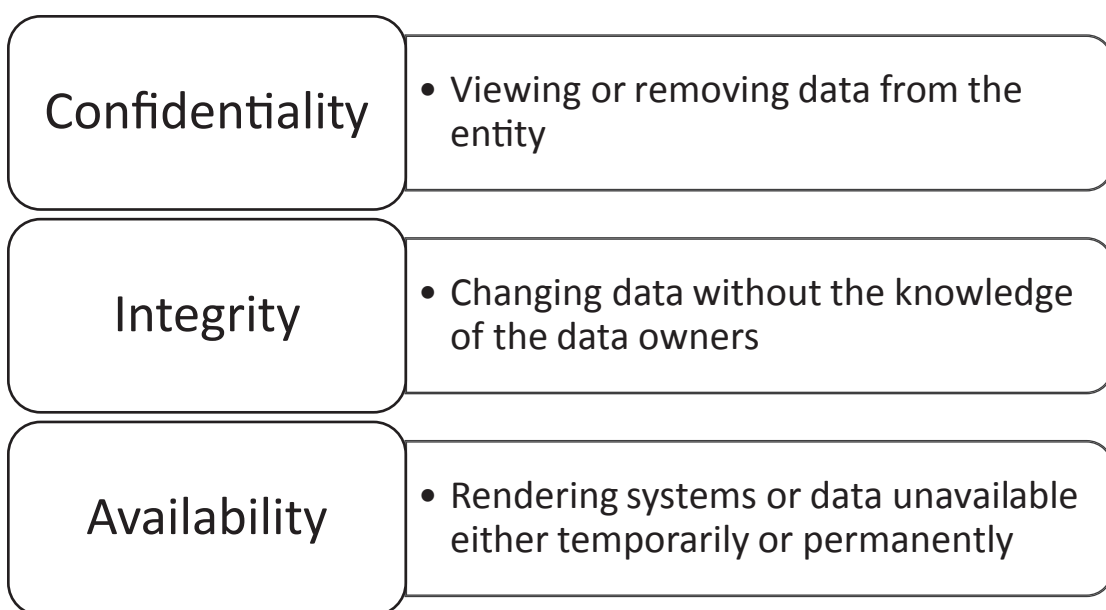 Confidentiality
• Viewing or removing data from the
entity
Integrity
• Changing data without the knowledge
of the data owners
Availability
• Rendering systems or data unavailable
either temporarily or permanently